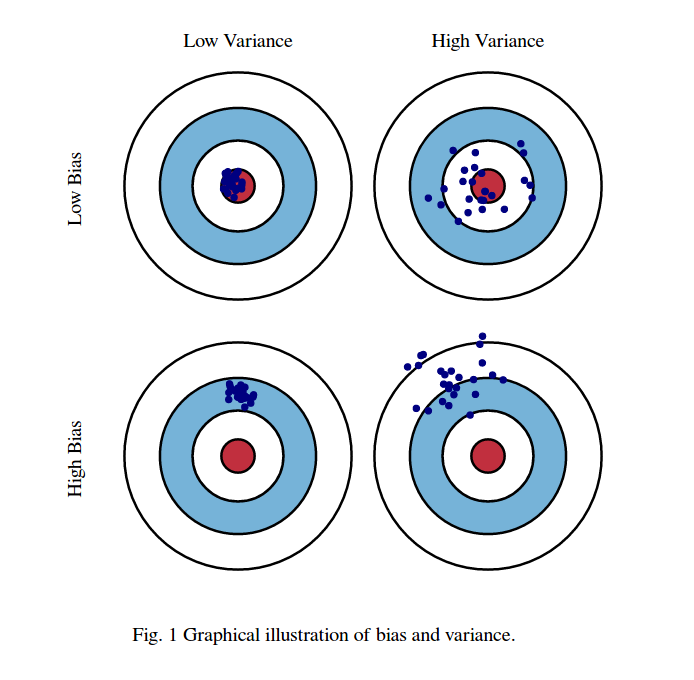 Low Variance
High Variance
Low Bias
High Bias
Fig. 1 Graphical illustration of bias and variance.